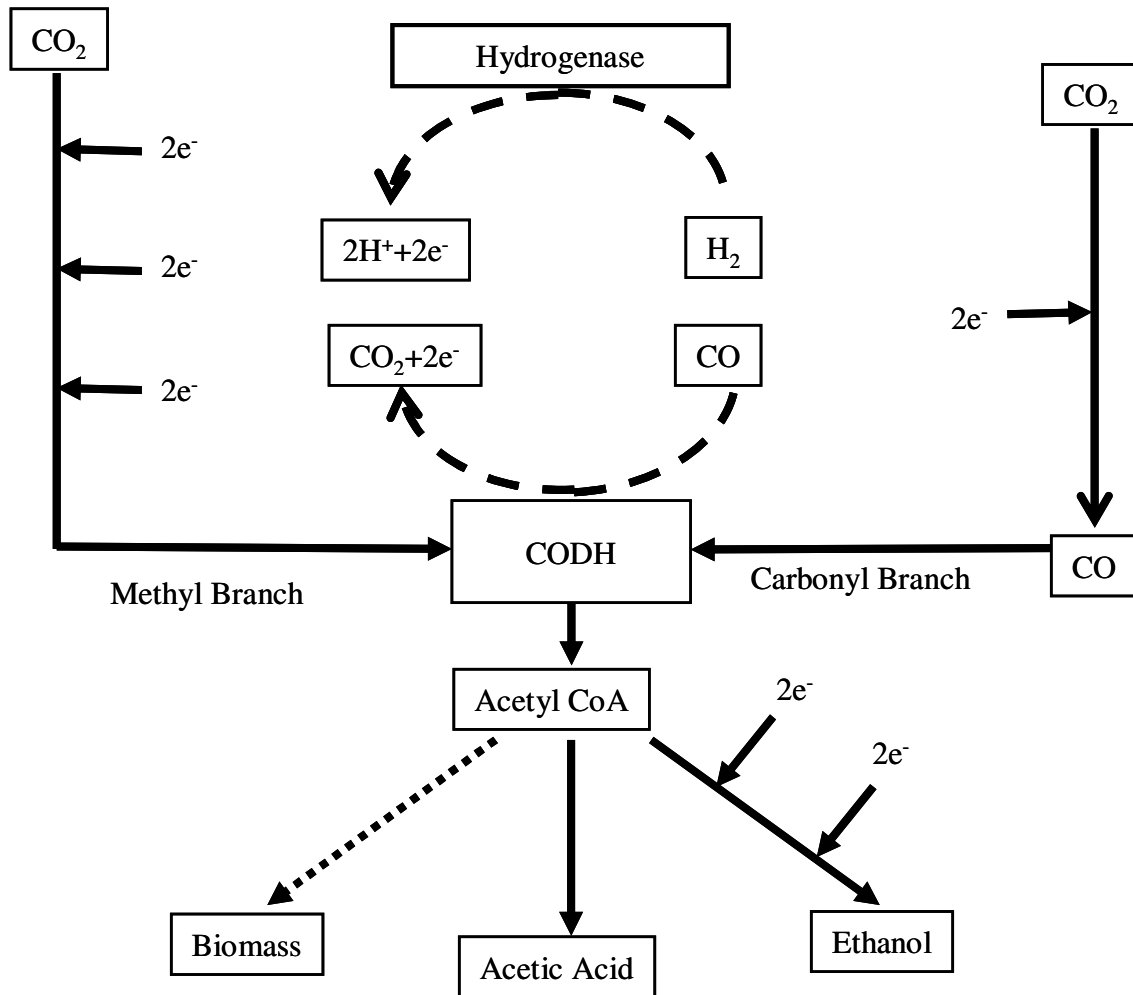 CO₂
Hydrogenase
CO₂
2e⁻
2H⁺+2e⁻
H₂
2e⁻
2e⁻
CO₂+2e⁻
CO
2e⁻
CODH
CO
Methyl Branch
Carbonyl Branch
Acetyl CoA
2e⁻
2e⁻
Biomass
Acetic Acid
Ethanol